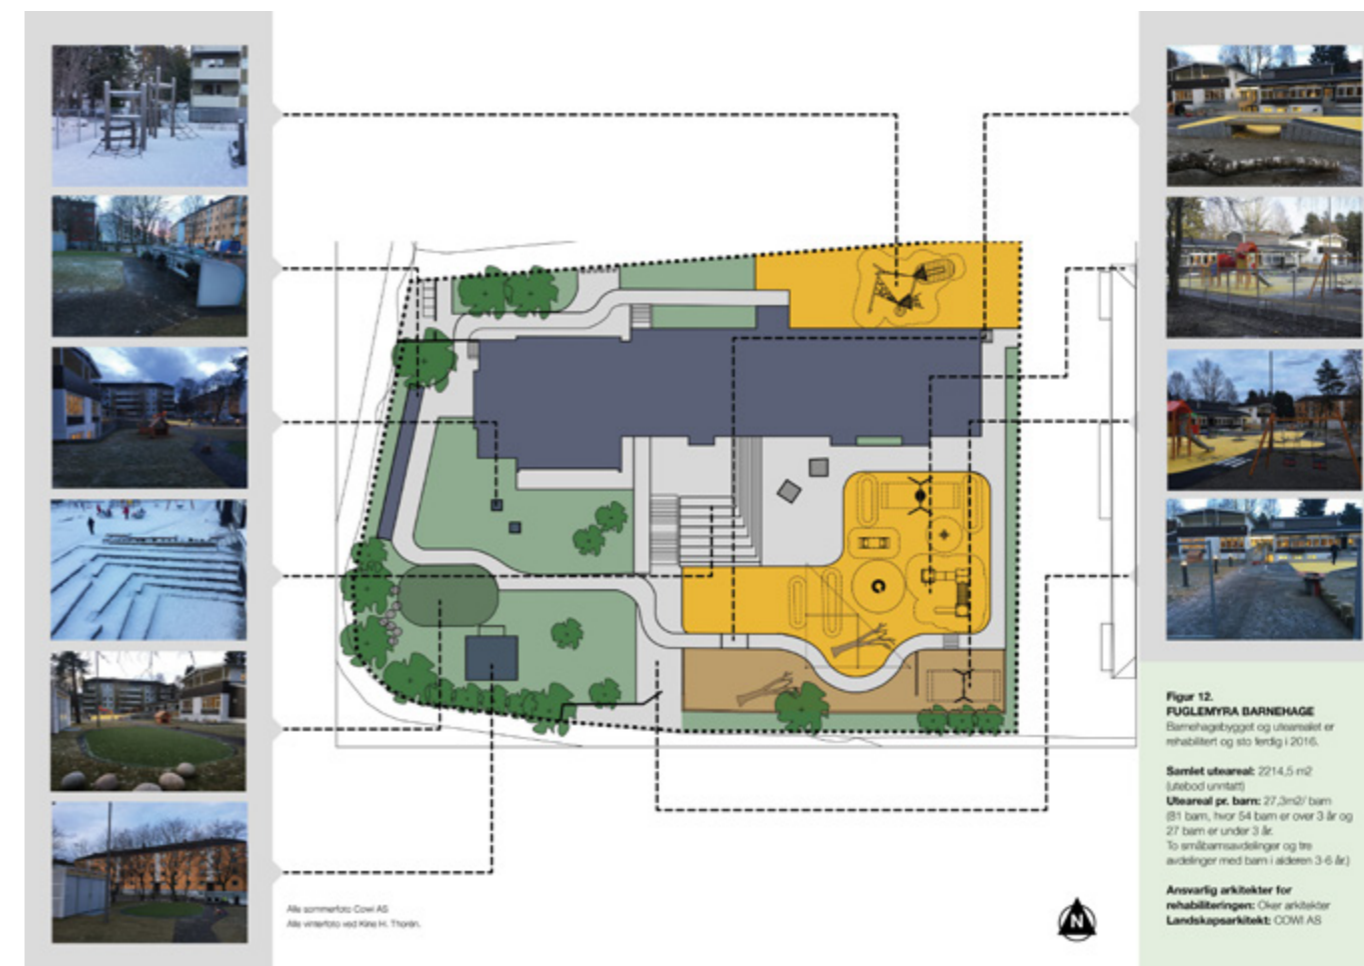 Alle sommerfoto Cowi AS
Alle vinterfoto ved Kine H. Thorén.
N
Figur 12.
FUGLEMYRA BARNEHAGE
Barnehagebygget og utearealet er
rehabilitert og sto ferdig i 2016.
Samlet uteareal: 2214,5 m2
(utebod unntatt)
Uteareal pr. barn: 27,3m2/ barn
(81 barn, hvor 54 barn er over 3 år og
27 barn er under 3 år.
To småbarnsavdelinger og tre
avdelinger med barn i alderen 3-6 år.)
Ansvarlig arkitekter for
rehabiliteringen: Oker arkitekter
Landskapsarkitekt: COWI AS